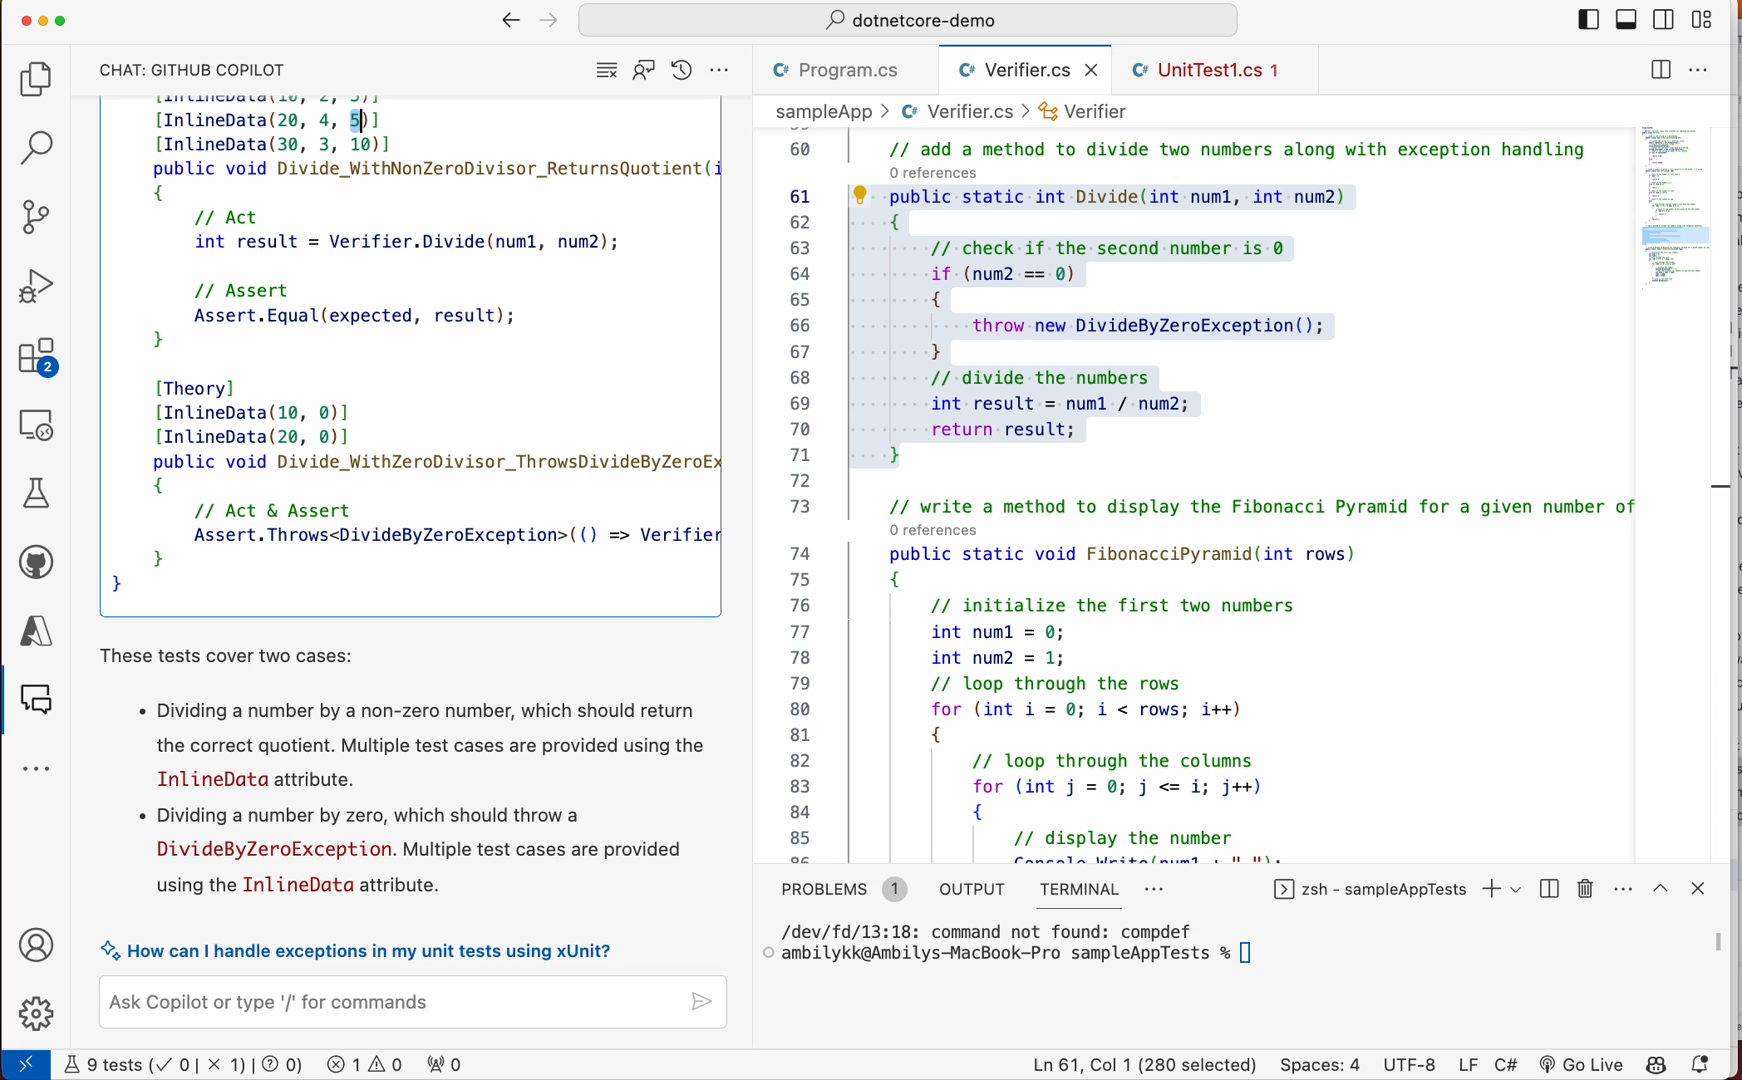 dotnetcore-demo
CHAT: GITHUB COPILOT
[InlineData(10, 2, 5)]
[InlineData(20, 4, 5)]
[InlineData(30, 3, 10)]
public void Divide_WithNonZeroDivisor_ReturnsQuotient(i
{
// Act
int result = Verifier.Divide(num1, num2);
// Assert
Assert.Equal(expected, result);
}
[Theory]
[InlineData(10, 0)]
[InlineData(20, 0)]
public void Divide_WithZeroDivisor_ThrowsDivideByZeroEx
{
// Act & Assert
Assert.Throws<DivideByZeroException>(() => Verifier
}
}
These tests cover two cases:
• Dividing a number by a non-zero number, which should return
the correct quotient. Multiple test cases are provided using the
InlineData attribute.
• Dividing a number by zero, which should throw a
DivideByZeroException. Multiple test cases are provided
using the InlineData attribute.
How can I handle exceptions in my unit tests using xUnit?
Ask Copilot or type '/' for commands
2
Program.cs
Verifier.cs
UnitTest1.cs 1
sampleApp > Verifier.cs > Verifier
60 // add a method to divide two numbers along with exception handling
0 references
61 public static int Divide(int num1, int num2)
62 {
63 // check if the second number is 0
64 if (num2 == 0)
65 {
66 throw new DivideByZeroException();
67 }
68 // divide the numbers
69 int result = num1 / num2;
70 return result;
71 }
72
73 // write a method to display the Fibonacci Pyramid for a given number of
0 references
74 public static void FibonacciPyramid(int rows)
75 {
76 // initialize the first two numbers
77 int num1 = 0;
78 int num2 = 1;
79 // loop through the rows
80 for (int i = 0; i < rows; i++)
81 {
82 // loop through the columns
83 for (int j = 0; j <= i; j++)
84 {
85 // display the number
86 Console.Write(num1 + " ");
PROBLEMS 1 OUTPUT TERMINAL
zsh - sampleAppTests
/dev/fd/13:18: command not found: compdef
ambilykk@Ambilys-MacBook-Pro sampleAppTests %
9 tests (✓ 0 | × 1) | ? 0)
1 0
0
Ln 61, Col 1 (280 selected)
Spaces: 4
UTF-8
LF
C#
Go Live